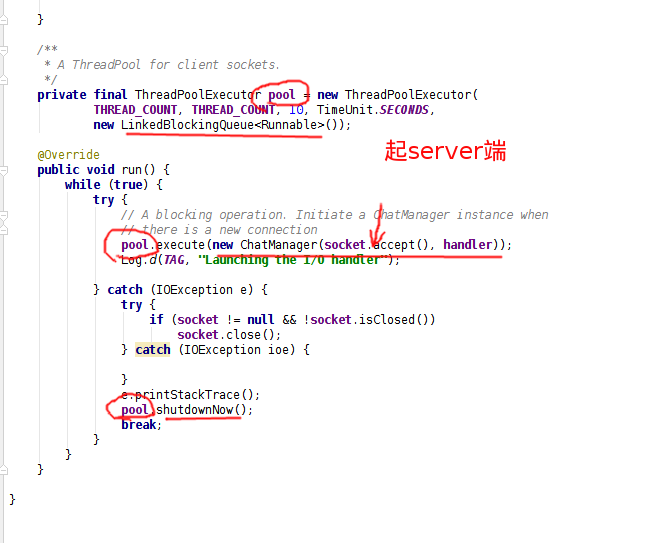 }
/**
* A ThreadPool for client sockets.
*/
private final ThreadPoolExecutor pool = new ThreadPoolExecutor(
THREAD_COUNT, THREAD_COUNT, 10, TimeUnit.SECONDS,
new LinkedBlockingQueue<Runnable>());
起server端
@Override
public void run() {
while (true) {
try {
// A blocking operation. Initiate a ChatManager instance when
// there is a new connection
pool.execute(new ChatManager(socket.accept(), handler));
Log.d(TAG, "Launching the I/O handler");
} catch (IOException e) {
try {
if (socket != null && !socket.isClosed())
socket.close();
} catch (IOException ioe) {
}
e.printStackTrace();
pool.shutdownNow();
break;
}
}
}
}